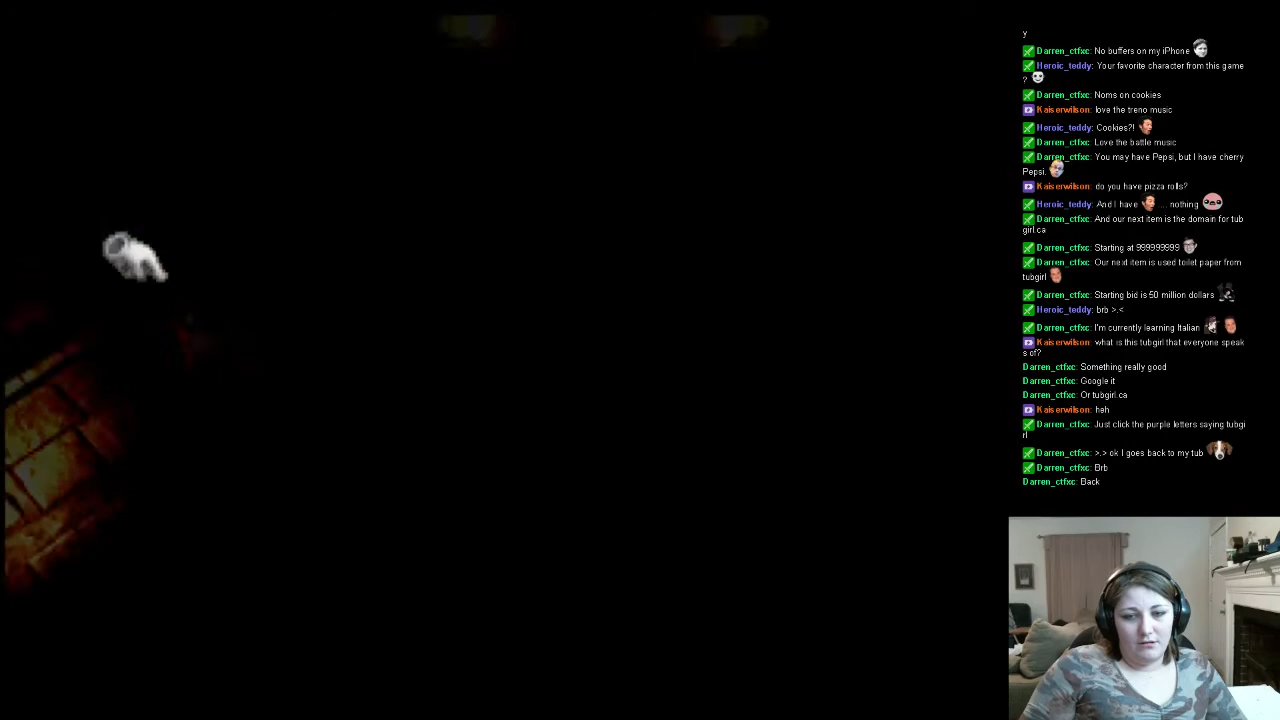 y
Darren_ctfxc: No buffers on my iPhone
Heroic_teddy: Your favorite character from this game
?
Darren_ctfxc: Noms on cookies
Kaiserwilson: love the treno music
Heroic_teddy: Cookies?!
Darren_ctfxc: Love the battle music
Darren_ctfxc: You may have Pepsi, but I have cherry
Pepsi.
Kaiserwilson: do you have pizza rolls?
Heroic_teddy: And I have ... nothing
Darren_ctfxc: And our next item is the domain for tub
girl.ca
Darren_ctfxc: Starting at 999999999
Darren_ctfxc: Our next item is used toilet paper from
tubgirl
Darren_ctfxc: Starting bid is 50 million dollars
Heroic_teddy: brb >.<
Darren_ctfxc: I'm currently learning Italian
Kaiserwilson: what is this tubgirl that everyone speak
s of?
Darren_ctfxc: Something really good
Darren_ctfxc: Google it
Darren_ctfxc: Or tubgirl.ca
Kaiserwilson: heh
Darren_ctfxc: Just click the purple letters saying tubgi
rl
Darren_ctfxc: >.> ok I goes back to my tub
Darren_ctfxc: Brb
Darren_ctfxc: Back